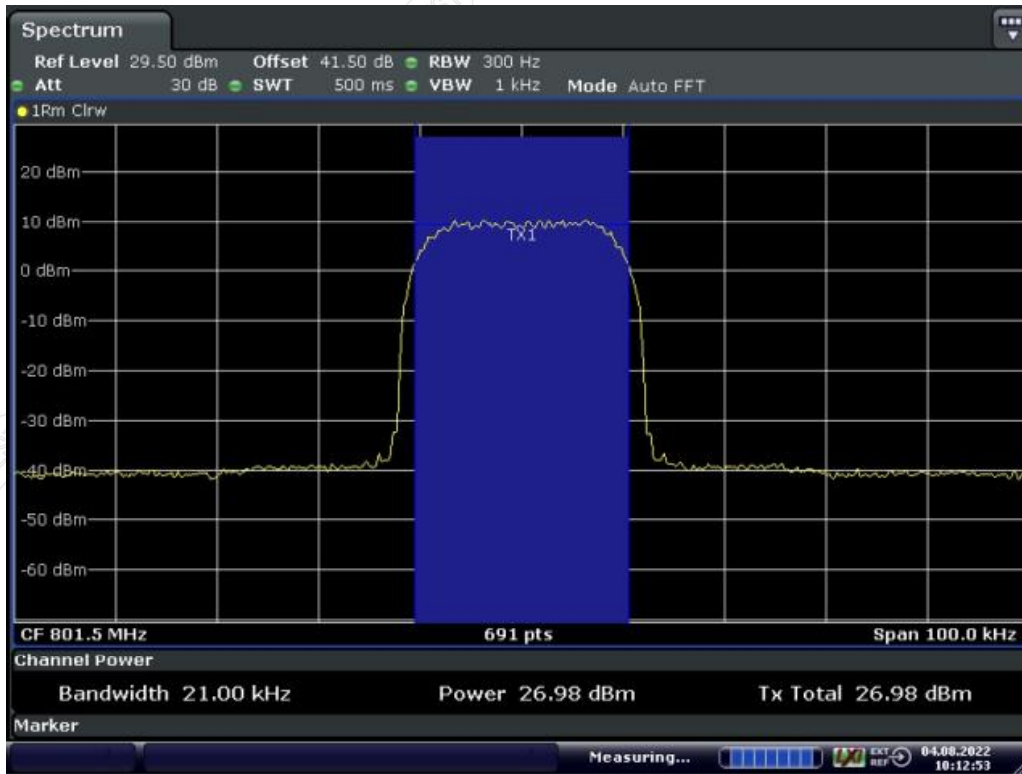 Spectrum
Ref Level 29.50 dBm Offset 41.50 dB RBW 300 Hz
Att 30 dB SWT 500 ms VBW 1 kHz Mode Auto FFT
1Rm Clrw
20 dBm
10 dBm
TX1
0 dBm
-10 dBm
-20 dBm
-30 dBm
-40 dBm
-50 dBm
-60 dBm
CF 801.5 MHz 691 pts Span 100.0 kHz
Channel Power
Bandwidth 21.00 kHz Power 26.98 dBm Tx Total 26.98 dBm
Marker
Measuring... LXI EXT REF 04.08.2022
10:12:53